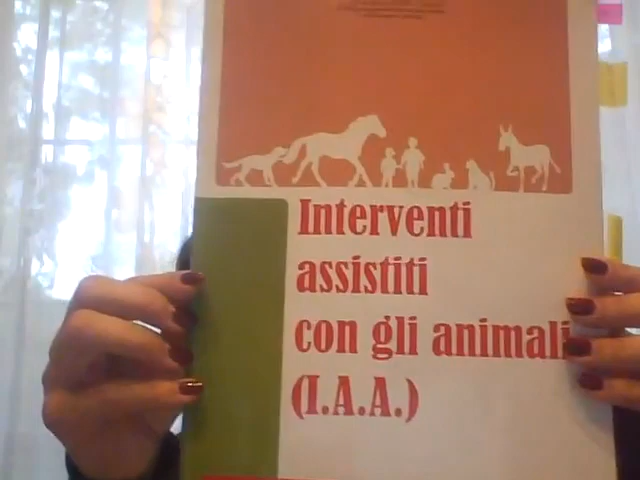 Interventi
assistiti
con gli animali
(I.A.A.)